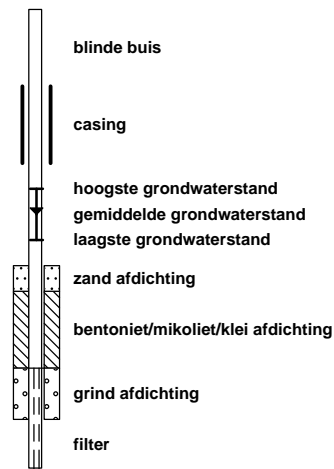 blinde buis
casing
hoogste grondwaterstand
gemiddelde grondwaterstand
laagste grondwaterstand
zand afdichting
bentoniet/mikoliet/klei afdichting
grind afdichting
filter